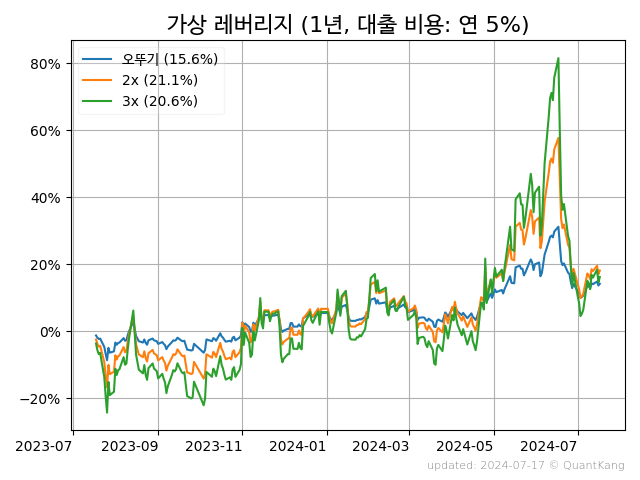 가상 레버리지 (1년, 대출 비용: 연 5%)
오뚜기 (15.6%)
2x (21.1%)
3x (20.6%)
80%
60%
40%
20%
0%
−20%
2023-07
2023-09
2023-11
2024-01
2024-03
2024-05
2024-07
updated: 2024-07-17 © QuantKang